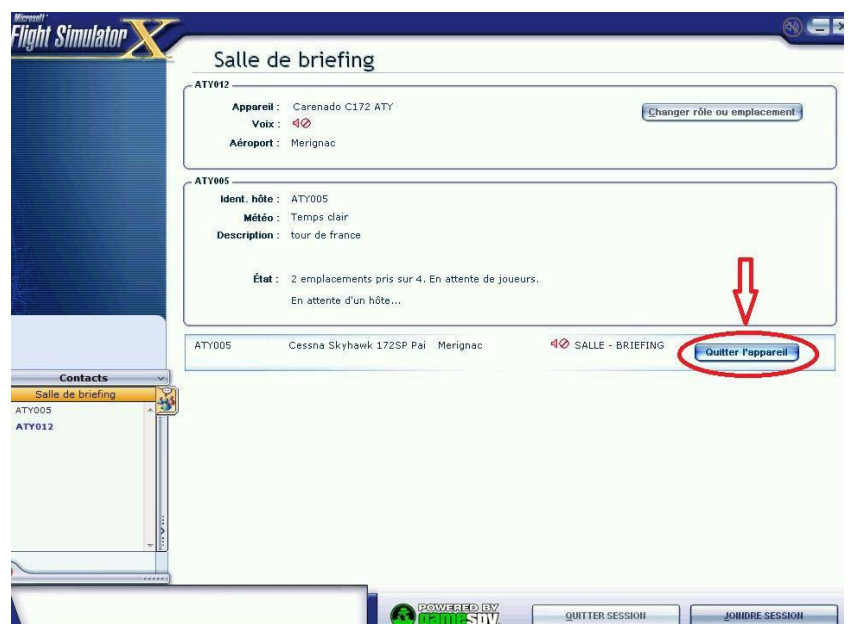 Microsoft
Flight Simulator X
Salle de briefing
ATY012
Appareil : Carenado C172 ATY
Changer rôle ou emplacement
Voix :
Aéroport : Merignac
ATY005
Ident. hôte : ATY005
Météo : Temps clair
Description : tour de france
État : 2 emplacements pris sur 4. En attente de joueurs.
En attente d'un hôte...
ATY005 Cessna Skyhawk 172SP Pai Merignac SALLE - BRIEFING Quitter l'appareil
Contacts
Salle de briefing
ATY005
ATY012
POWERED BY
gameSpy.
QUITTER SESSION JOINDRE SESSION